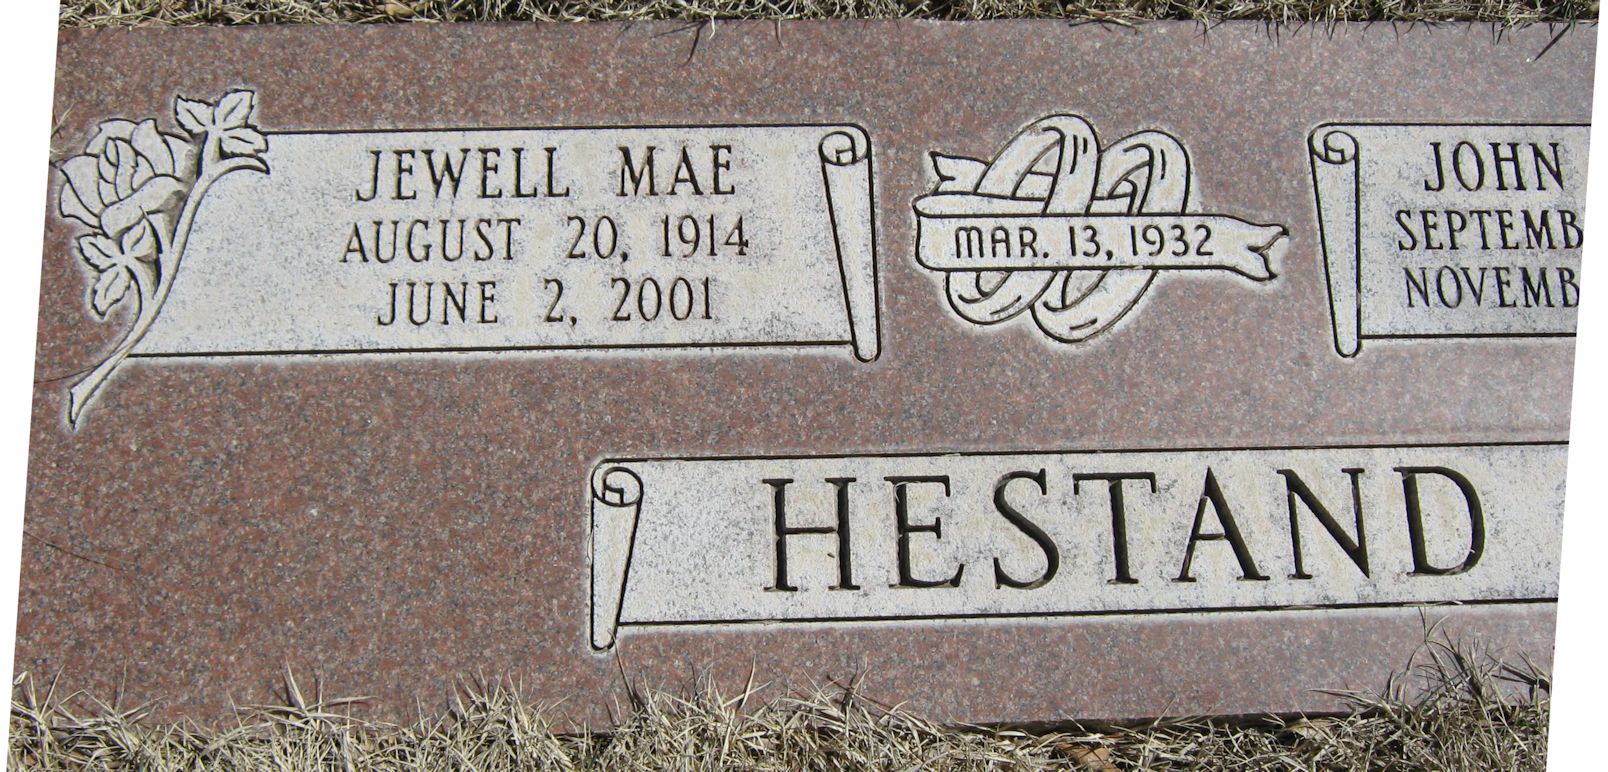 JEWELL MAE
AUGUST 20, 1914
JUNE 2, 2001
MAR. 13, 1932
JOHN
SEPTEMB
NOVEMB
HESTAND